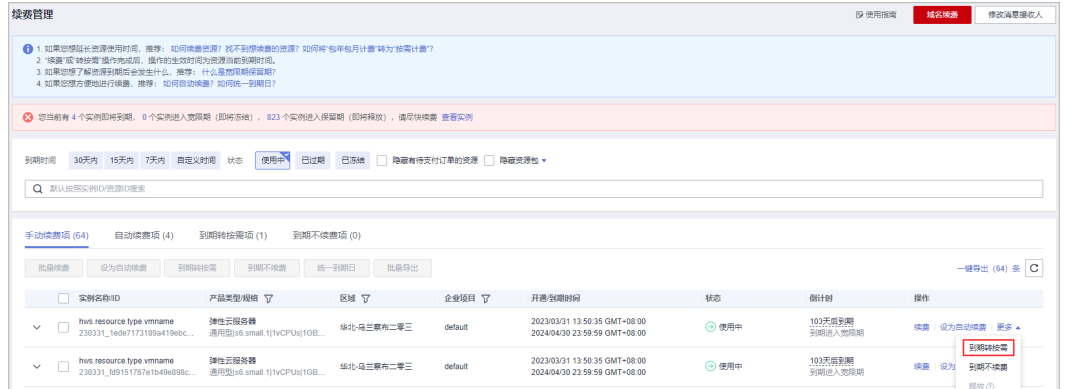 续费管理
使用指南
域名续费
修改消息接收人
1. 如果您想延长资源使用时间，推荐： 如何续费资源? 找不到想续费的资源? 如何将“包年包月计费”转为“按需计费”?
2. “续费”或“转按需”操作完成后，操作的生效时间为资源当前到期时间。
3. 如果您想了解资源到期后会发生什么，推荐： 什么是宽限期保留期?
4. 如果您想方便地进行续费，推荐： 如何自动续费? 如何统一到期日?
您当前有 4 个实例即将到期， 0 个实例进入宽限期（即将冻结）， 823 个实例进入保留期（即将释放），请尽快续费 查看实例
到期时间 30天内 15天内 7天内 自定义时间 状态 使用中 已过期 已冻结 隐藏有待支付订单的资源 隐藏资源包
默认按照实例ID/资源ID搜索
手动续费项 (64) 自动续费项 (4) 到期转按需项 (1) 到期不续费项 (0)
批量续费 设为自动续费 到期转按需 到期不续费 统一到期日 批量导出 一键导出（64）条
实例名称/ID 产品类型/规格 区域 企业项目 开通/到期时间 状态 倒计时 操作
hws.resource.type.vmname 弹性云服务器 华北-乌兰察布二零三 default 2023/03/31 13:50:35 GMT+08:00 使用中 103天后到期 续费 设为自动续费 更多
230331_1ede7173189a419ebc... 通用型|s6.small.1|1vCPUs|1GB... 2024/04/30 23:59:59 GMT+08:00 到期进入宽限期
到期转按需
hws.resource.type.vmname 弹性云服务器 华北-乌兰察布二零三 default 2023/03/31 13:50:35 GMT+08:00 使用中 103天后到期 续费 设为 到期不续费
230331_fd9151767e1b49e898c... 通用型|s6.small.1|1vCPUs|1GB... 2024/04/30 23:59:59 GMT+08:00 到期进入宽限期
释放